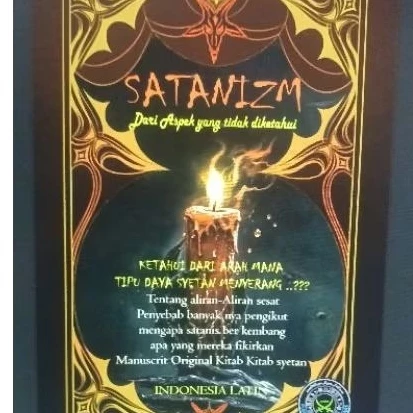 SATANIZM
Dari Aspek yang tidak diketahui
KETAHUI DARI ARAH MANA
TIPU DAYA SYETAN MENYERANG ..???
Tentang aliran-Aliran sesat
Penyebab banyak nya pengikut
mengapa satanis ber kembang
apa yang mereka fikirkan
Manuscrit Original Kitab Kitab syetan
INDONESIA LATIN